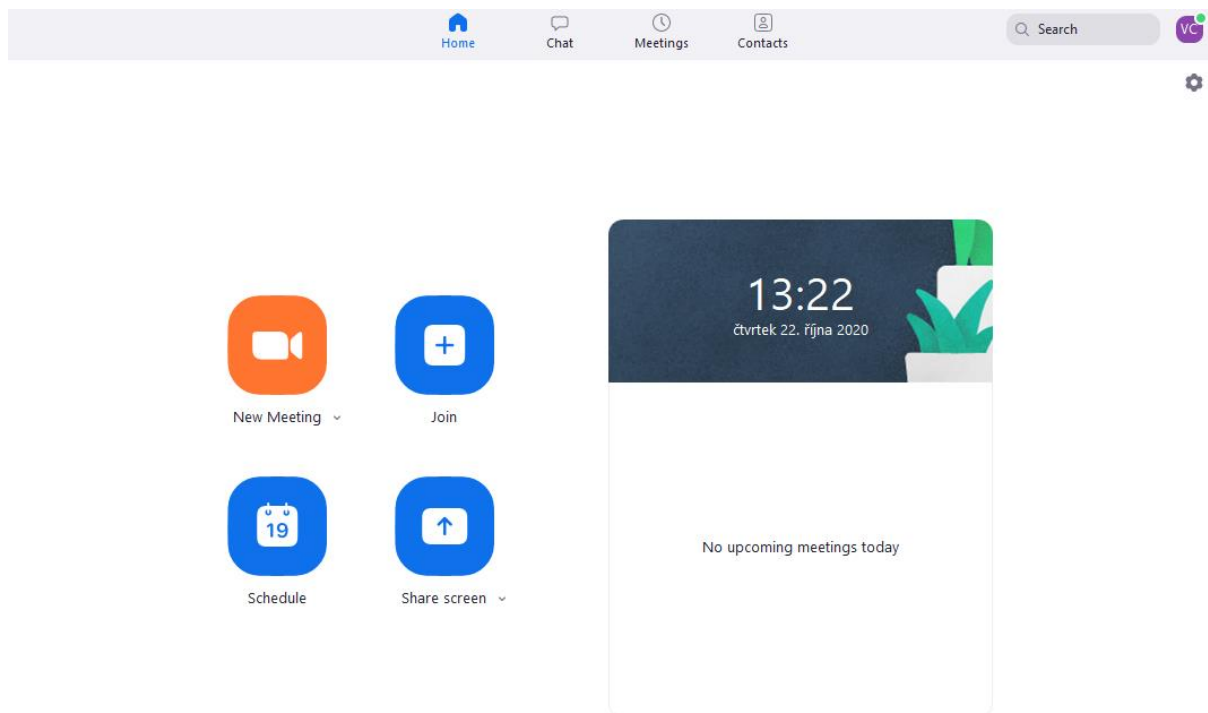 Home
Chat
Meetings
Contacts
Search
VC
13:22
čtvrtek 22. října 2020
New Meeting
Join
19
Schedule
Share screen
No upcoming meetings today